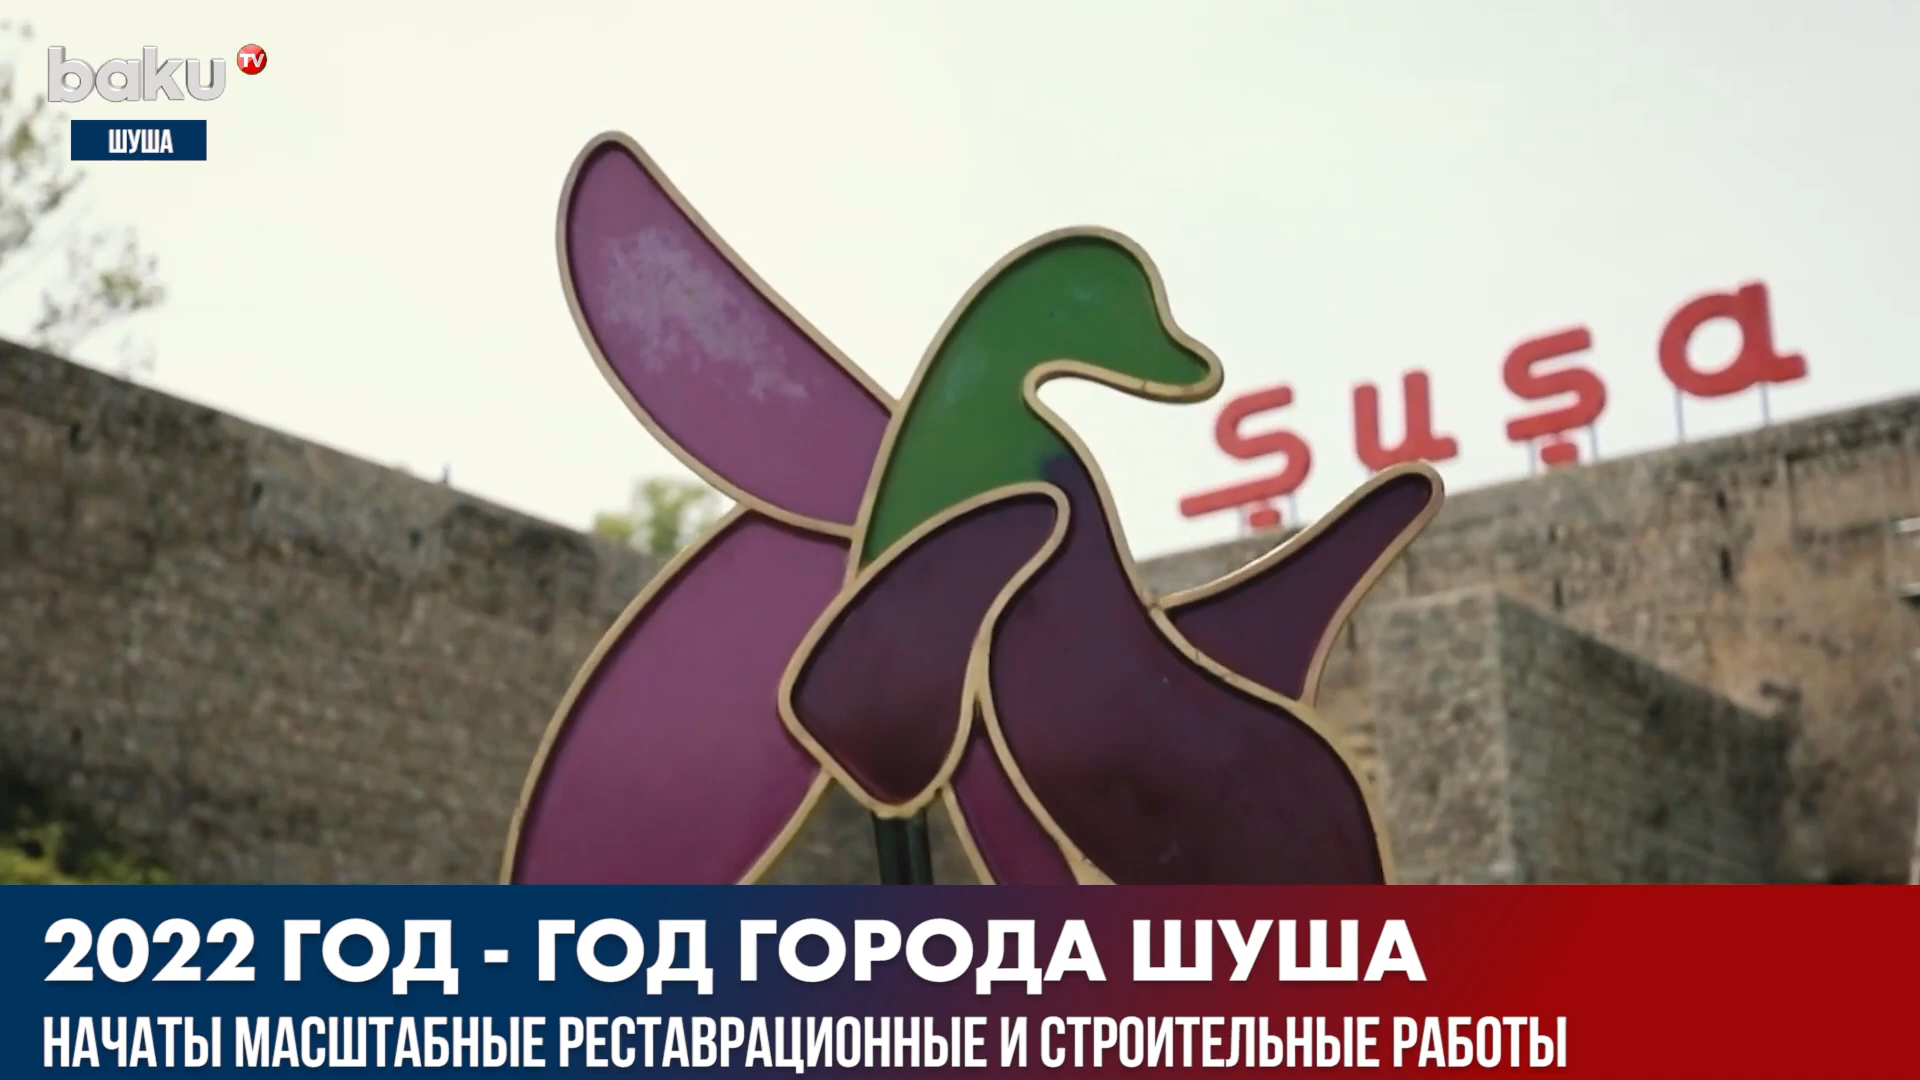 baku TV
ШУША
Şuşa
2022 ГОД - ГОД ГОРОДА ШУША
НАЧАТЫ МАСШТАБНЫЕ РЕСТАВРАЦИОННЫЕ И СТРОИТЕЛЬНЫЕ РАБОТЫ